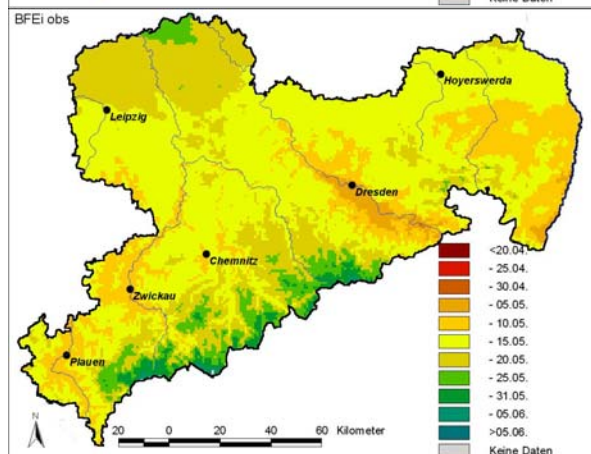 Keine Daten
BFEi obs
Hoyerswerda
Leipzig
Dresden
Chemnitz
Zwickau
Plauen
<20.04.
- 25.04.
- 30.04.
- 05.05.
- 10.05.
- 15.05.
- 20.05.
- 25.05.
- 31.05.
- 05.06.
>05.06.
Keine Daten
N
20 0 20 40 60 Kilometer